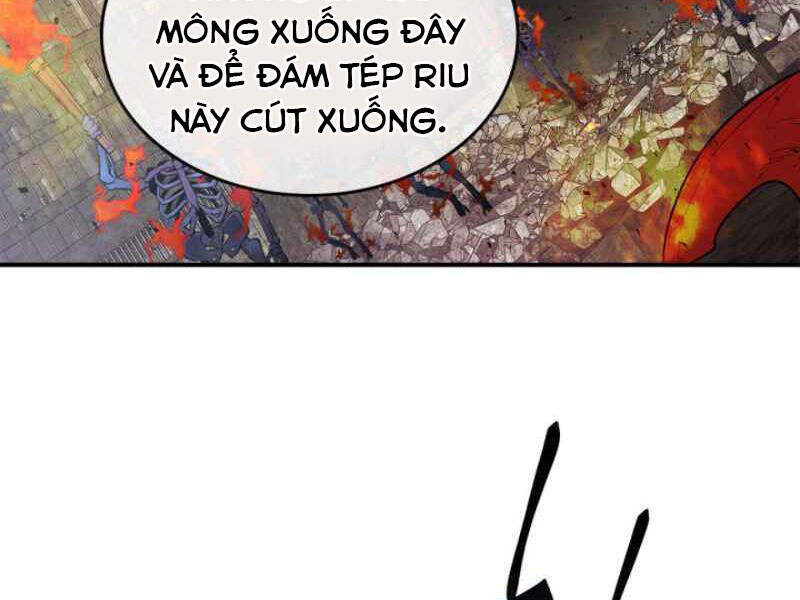 MÔNG XUỐNG ĐÂY
VÀ ĐỂ ĐÁM TÉP RIU
NÀY CÚT XUỐNG.